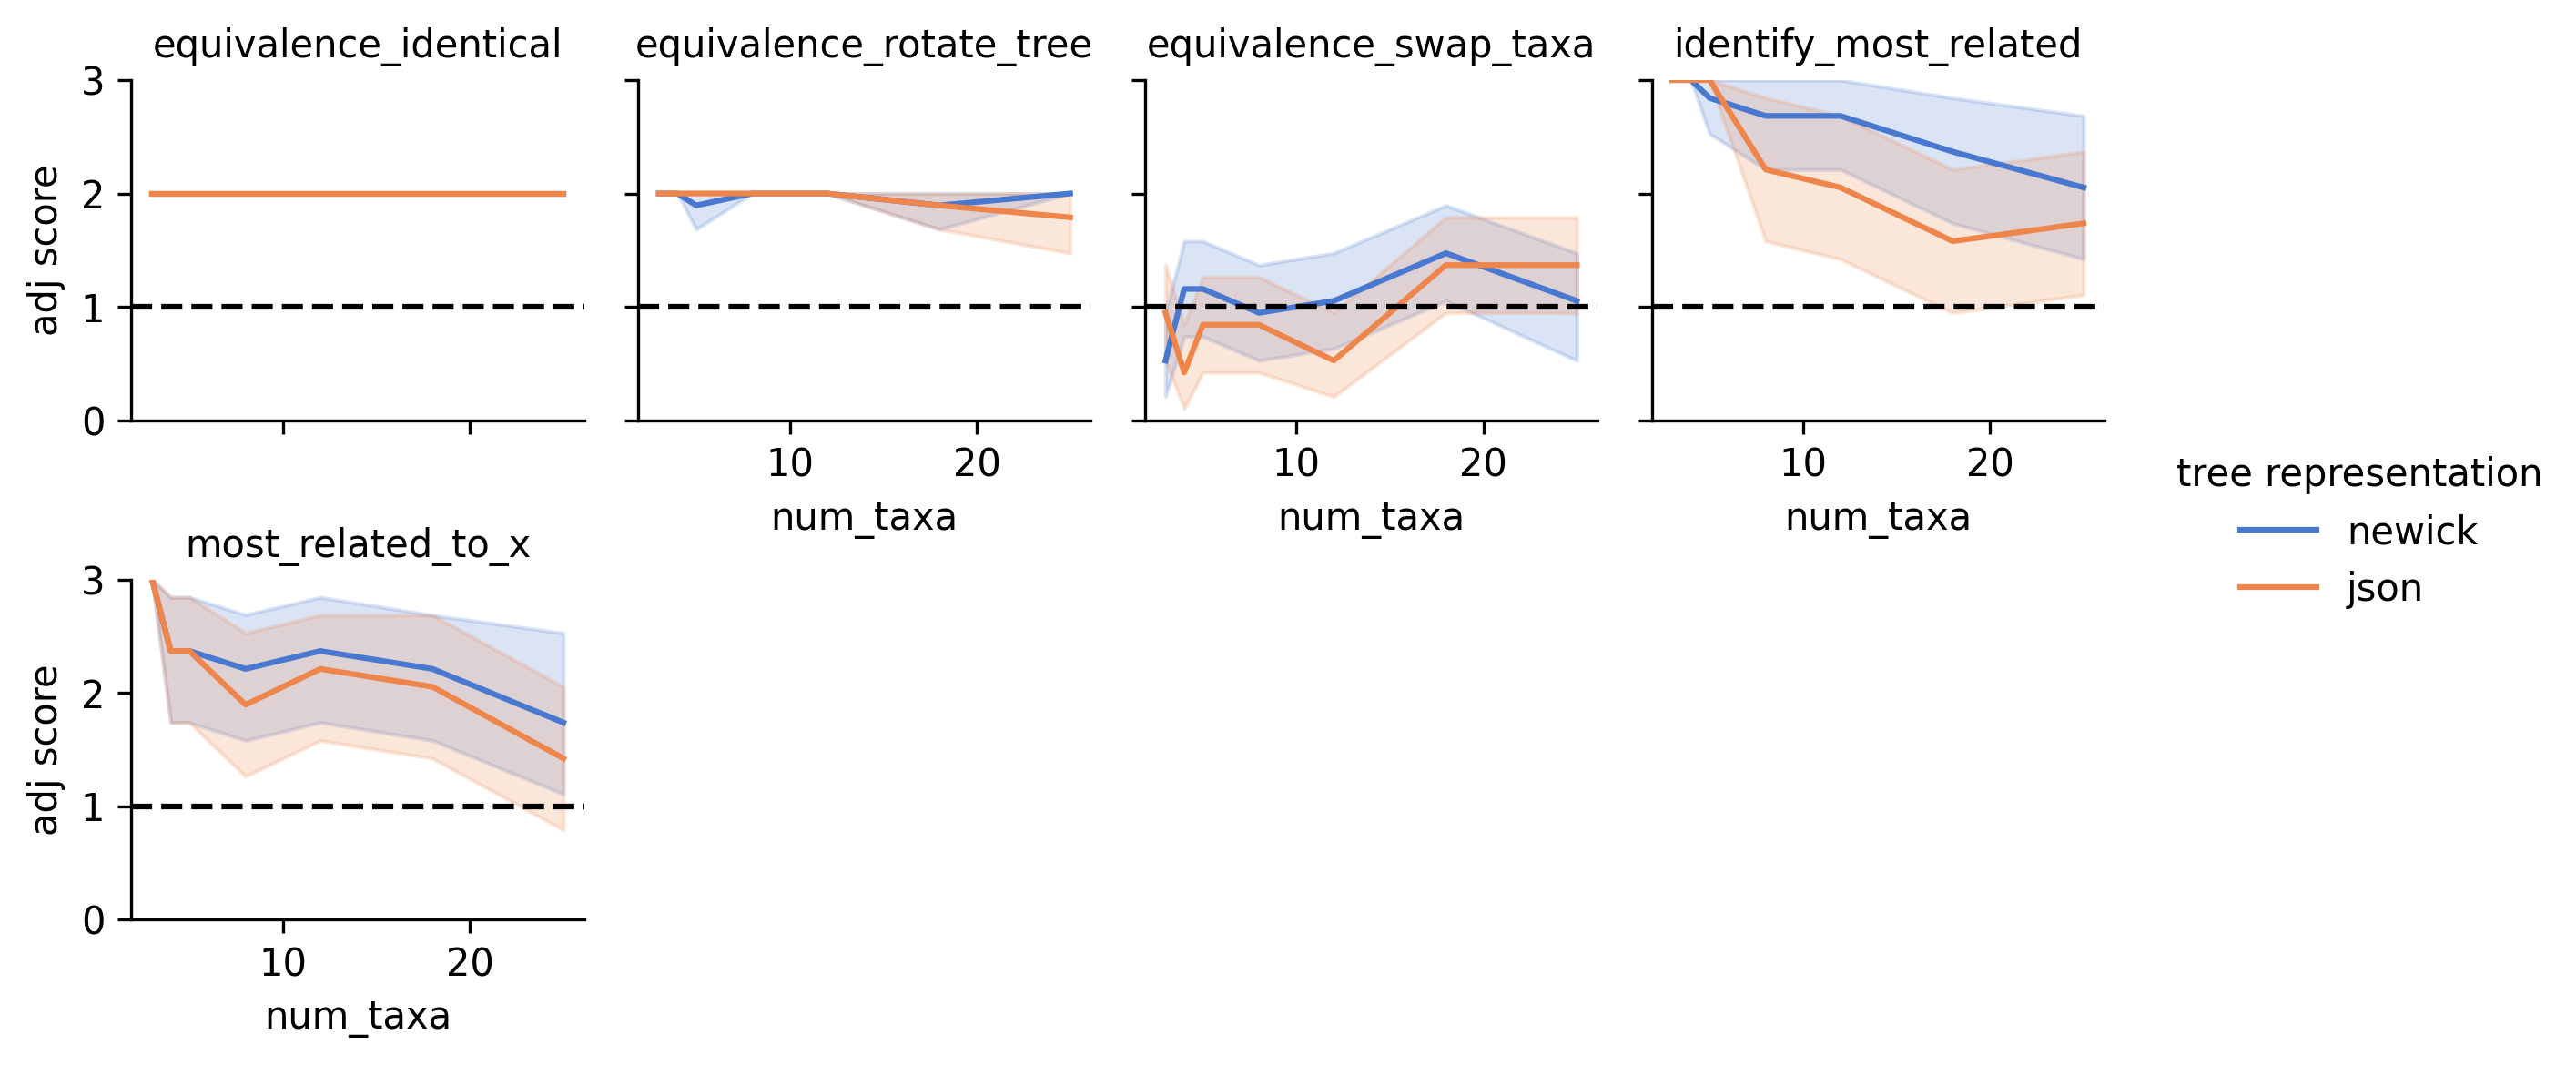 equivalence_identical
equivalence_rotate_tree
equivalence_swap_taxa
identify_most_related
3
2
1
0
adj score
10
20
num_taxa
10
20
num_taxa
10
20
num_taxa
tree representation
newick
json
most_related_to_x
3
2
1
0
adj score
10
20
num_taxa